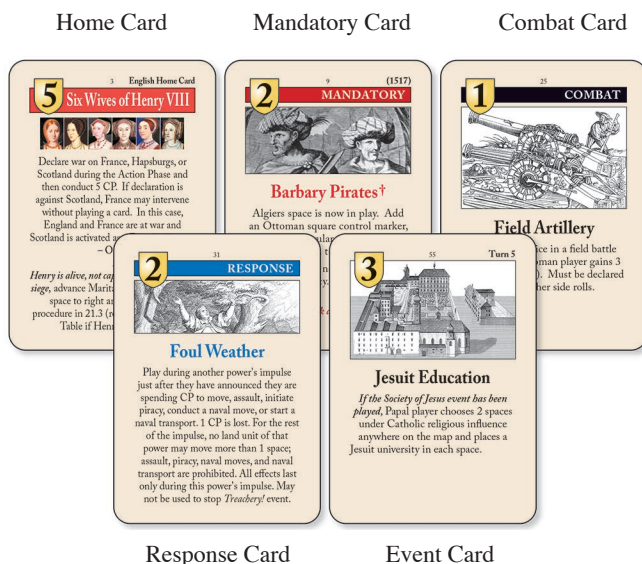 Home Card
Mandatory Card
Combat Card
5
3
English Home Card
Six Wives of Henry VIII
Declare war on France, Hapsburgs, or
Scotland during the Action Phase and
then conduct 5 CP. If declaration is
against Scotland, France may intervene
without playing a card. In this case,
England and France are at war and
Scotland is activated
– O
Henry is alive, not
siege, advance
space to right
procedure in 21.3
Table if
2
9
(1517)
MANDATORY
Barbary Pirates†
Algiers space is now in play. Add
an Ottoman square control marker,
1
25
COMBAT
Field Artillery
in a field battle
player gains 3
Must be declared
side rolls.
2
31
RESPONSE
Foul Weather
Play during another power's impulse
just after they have announced they are
spending CP to move, assault, initiate
piracy, conduct a naval move, or start a
naval transport. 1 CP is lost. For the rest
of the impulse, no land unit of that
power may move more than 1 space;
assault, piracy, naval moves, and naval
transport are prohibited. All effects last
only during this power's impulse. May
not be used to stop Treachery! event.
3
55
Turn 5
Jesuit Education
If the Society of Jesus event has been
played, Papal player chooses 2 spaces
under Catholic religious influence
anywhere on the map and places a
Jesuit university in each space.
Response Card
Event Card